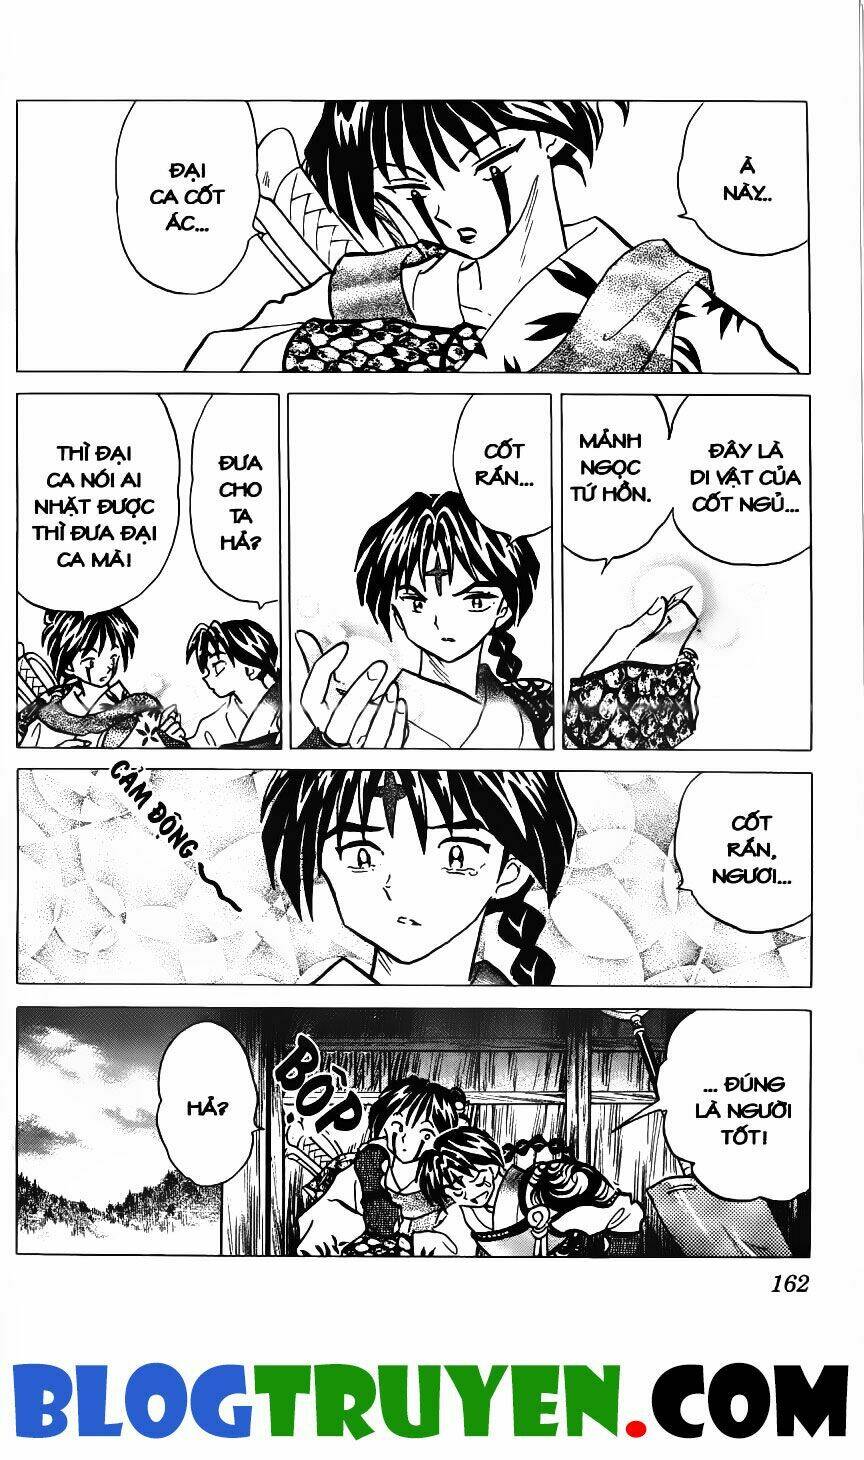 À
NÀY...
ĐẠI
CA CỐT
ÁC...
ĐÂY LÀ
DI VẬT CỦA
CỐT NGỦ...
MẢNH
NGỌC
TỨ HỒN.
CỐT
RẮN...
ĐƯA
CHO
TA
HẢ?
THÌ ĐẠI
CA NÓI AI
NHẶT ĐƯỢC
THÌ ĐƯA ĐẠI
CA MÀ!
CỐT
RẮN,
NGƯƠI...
CẢM ĐỘNG
... ĐÚNG
LÀ NGƯỜI
TỐT!
BỘP
HẢ?
162
BLOGTRUYEN.COM